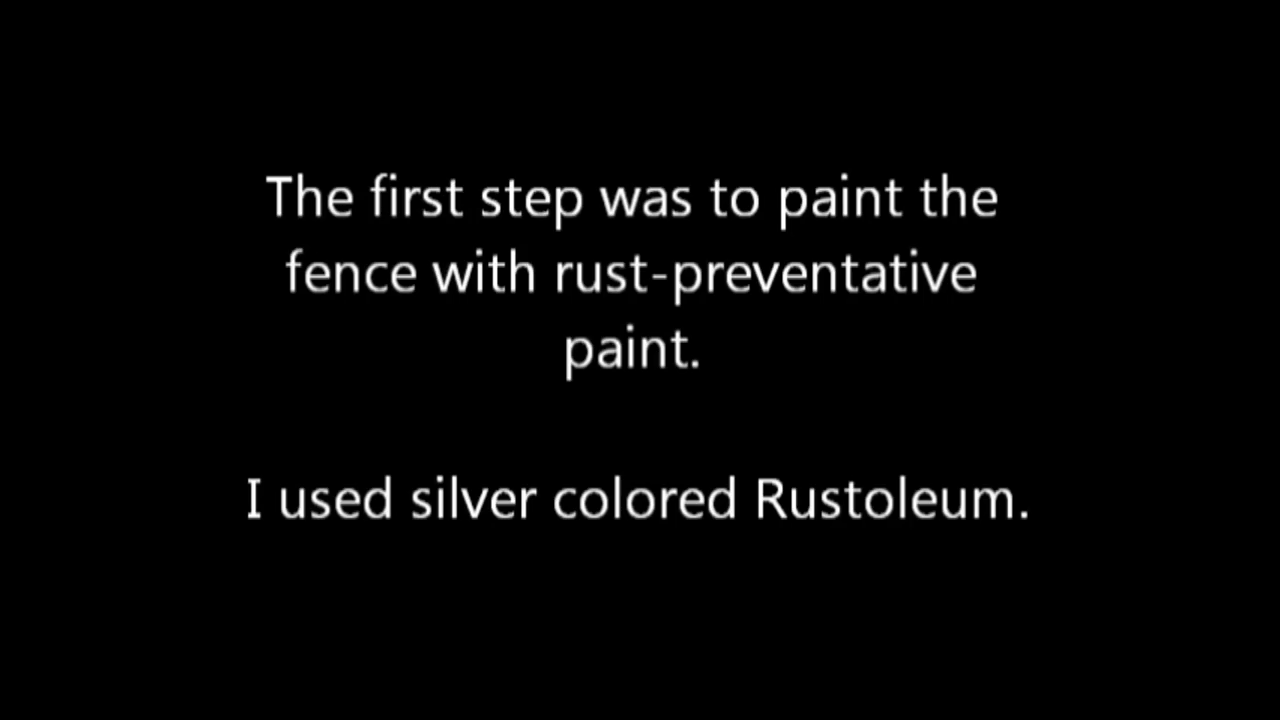 The first step was to paint the
fence with rust-preventative
paint.
I used silver colored Rustoleum.